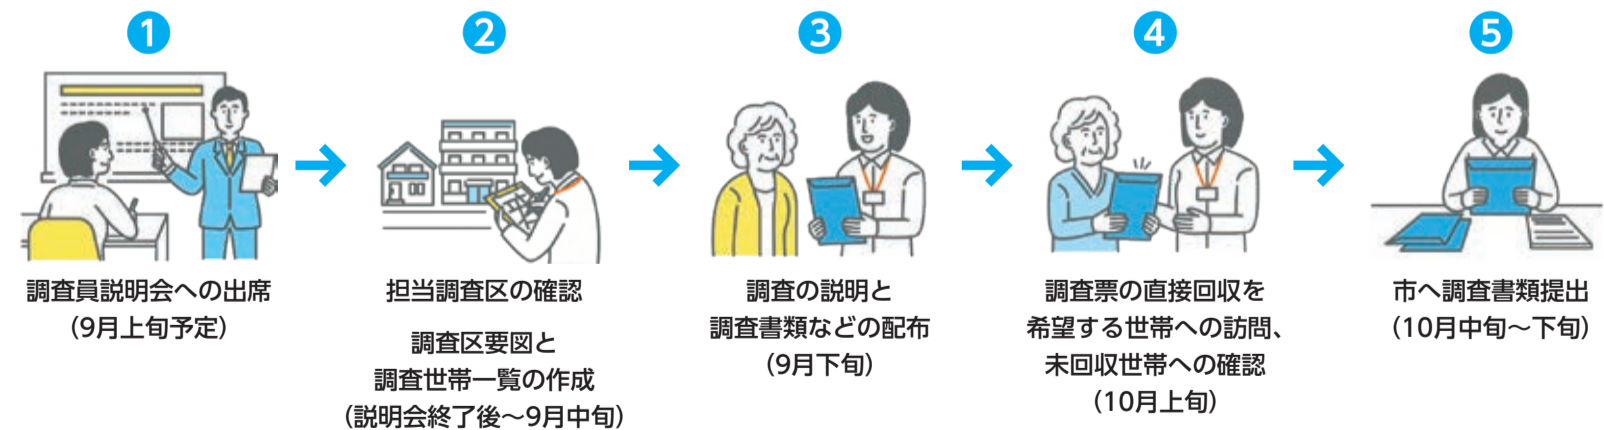 1
調査員説明会への出席
(9月上旬予定)
2
担当調査区の確認
調査区要図と
調査世帯一覧の作成
(説明会終了後～9月中旬)
3
調査の説明と
調査書類などの配布
(9月下旬)
4
調査票の直接回収を
希望する世帯への訪問、
未回収世帯への確認
(10月上旬)
5
市へ調査書類提出
(10月中旬～下旬)